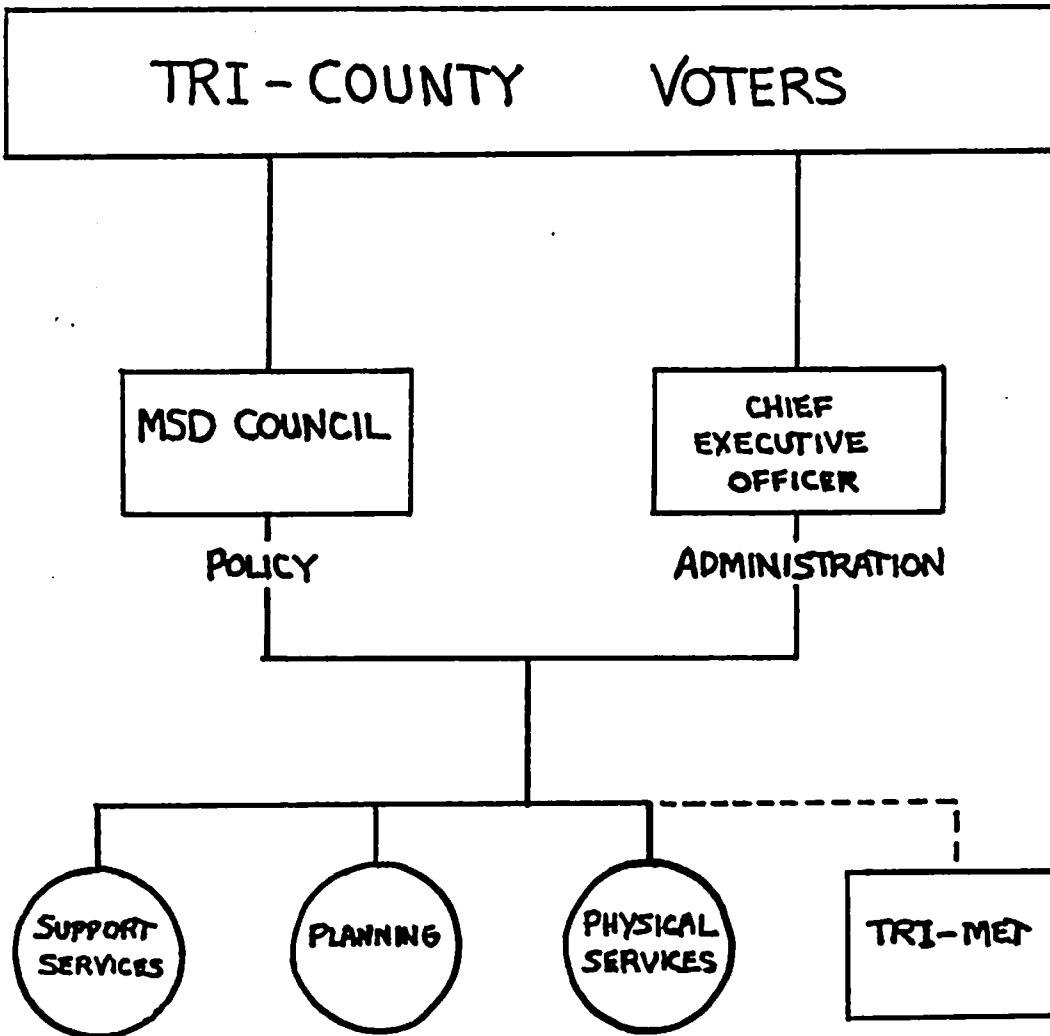 TRI-COUNTY VOTERS
MSD COUNCIL
CHIEF
EXECUTIVE
OFFICER
POLICY
ADMINISTRATION
SUPPORT
SERVICES
PLANNING
PHYSICAL
SERVICES
TRI-MET